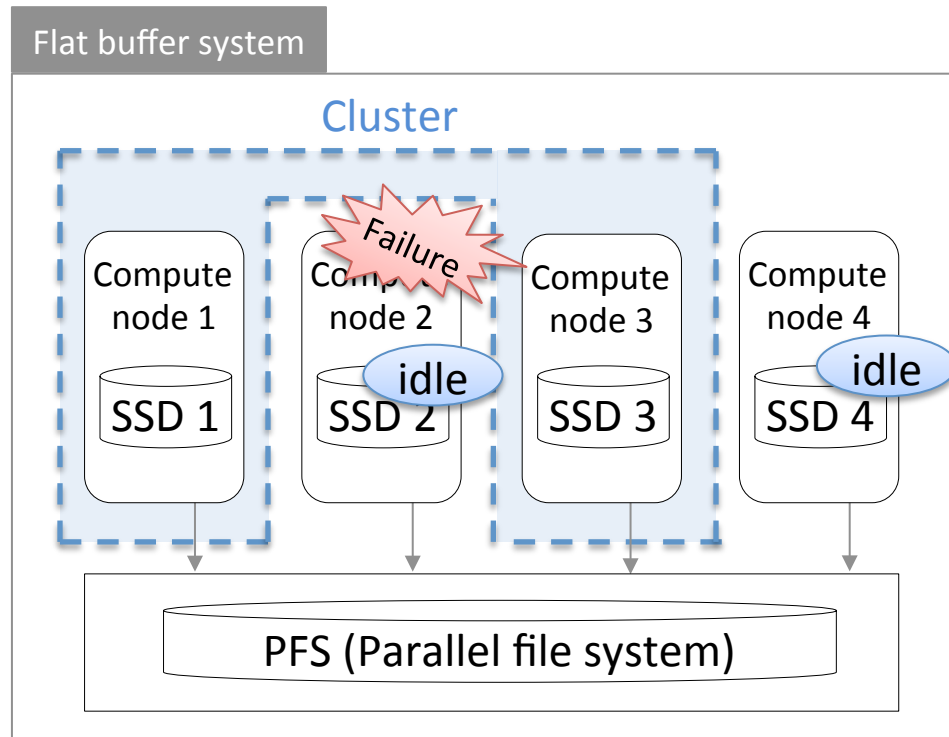 Flat buffer system
Cluster
Failure
Compute
node 1
SSD 1
node 2
idle
SSD 2
Compute
node 3
SSD 3
Compute
node 4
idle
SSD 4
PFS (Parallel file system)